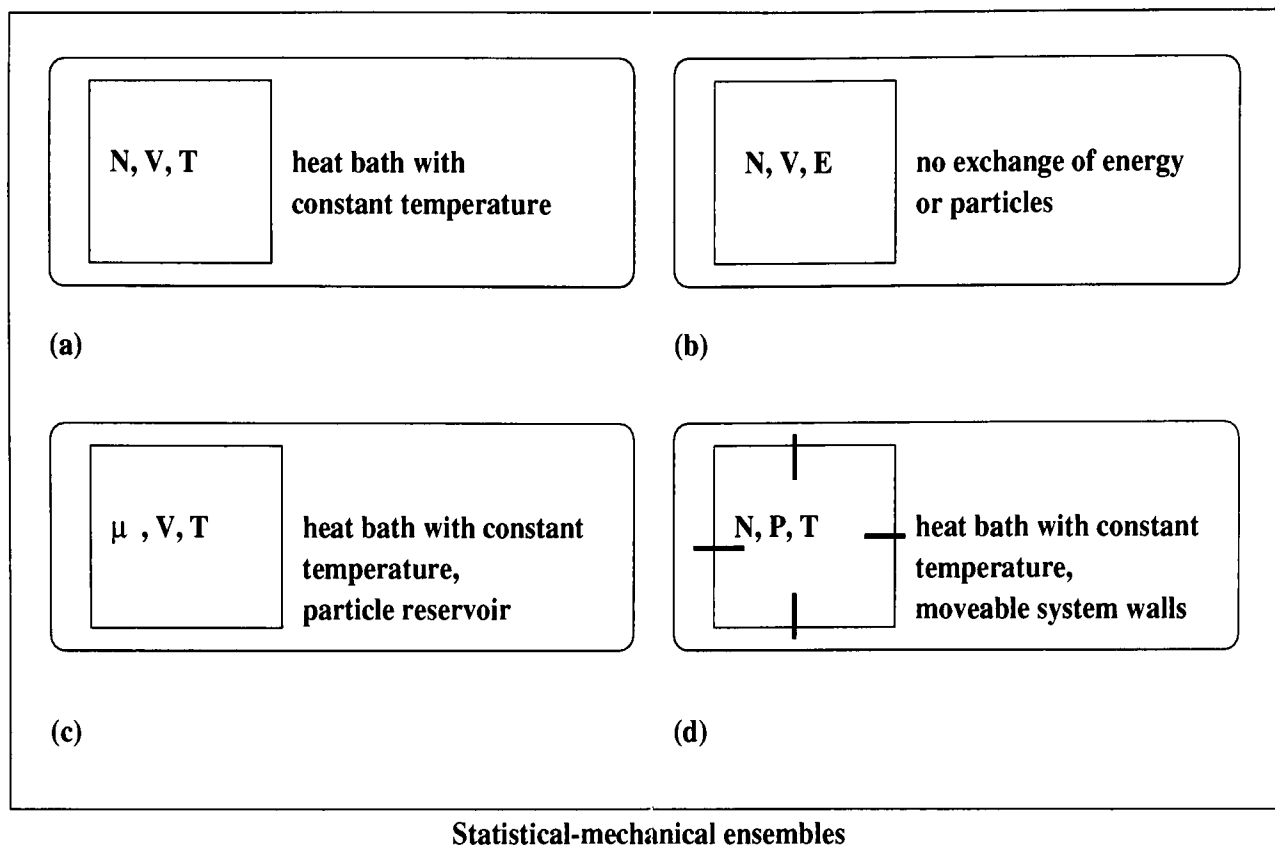 N, V, T
heat bath with
constant temperature
(a)
N, V, E
no exchange of energy
or particles
(b)
μ , V, T
heat bath with constant
temperature,
particle reservoir
(c)
N, P, T
heat bath with constant
temperature,
moveable system walls
(d)
Statistical-mechanical ensembles